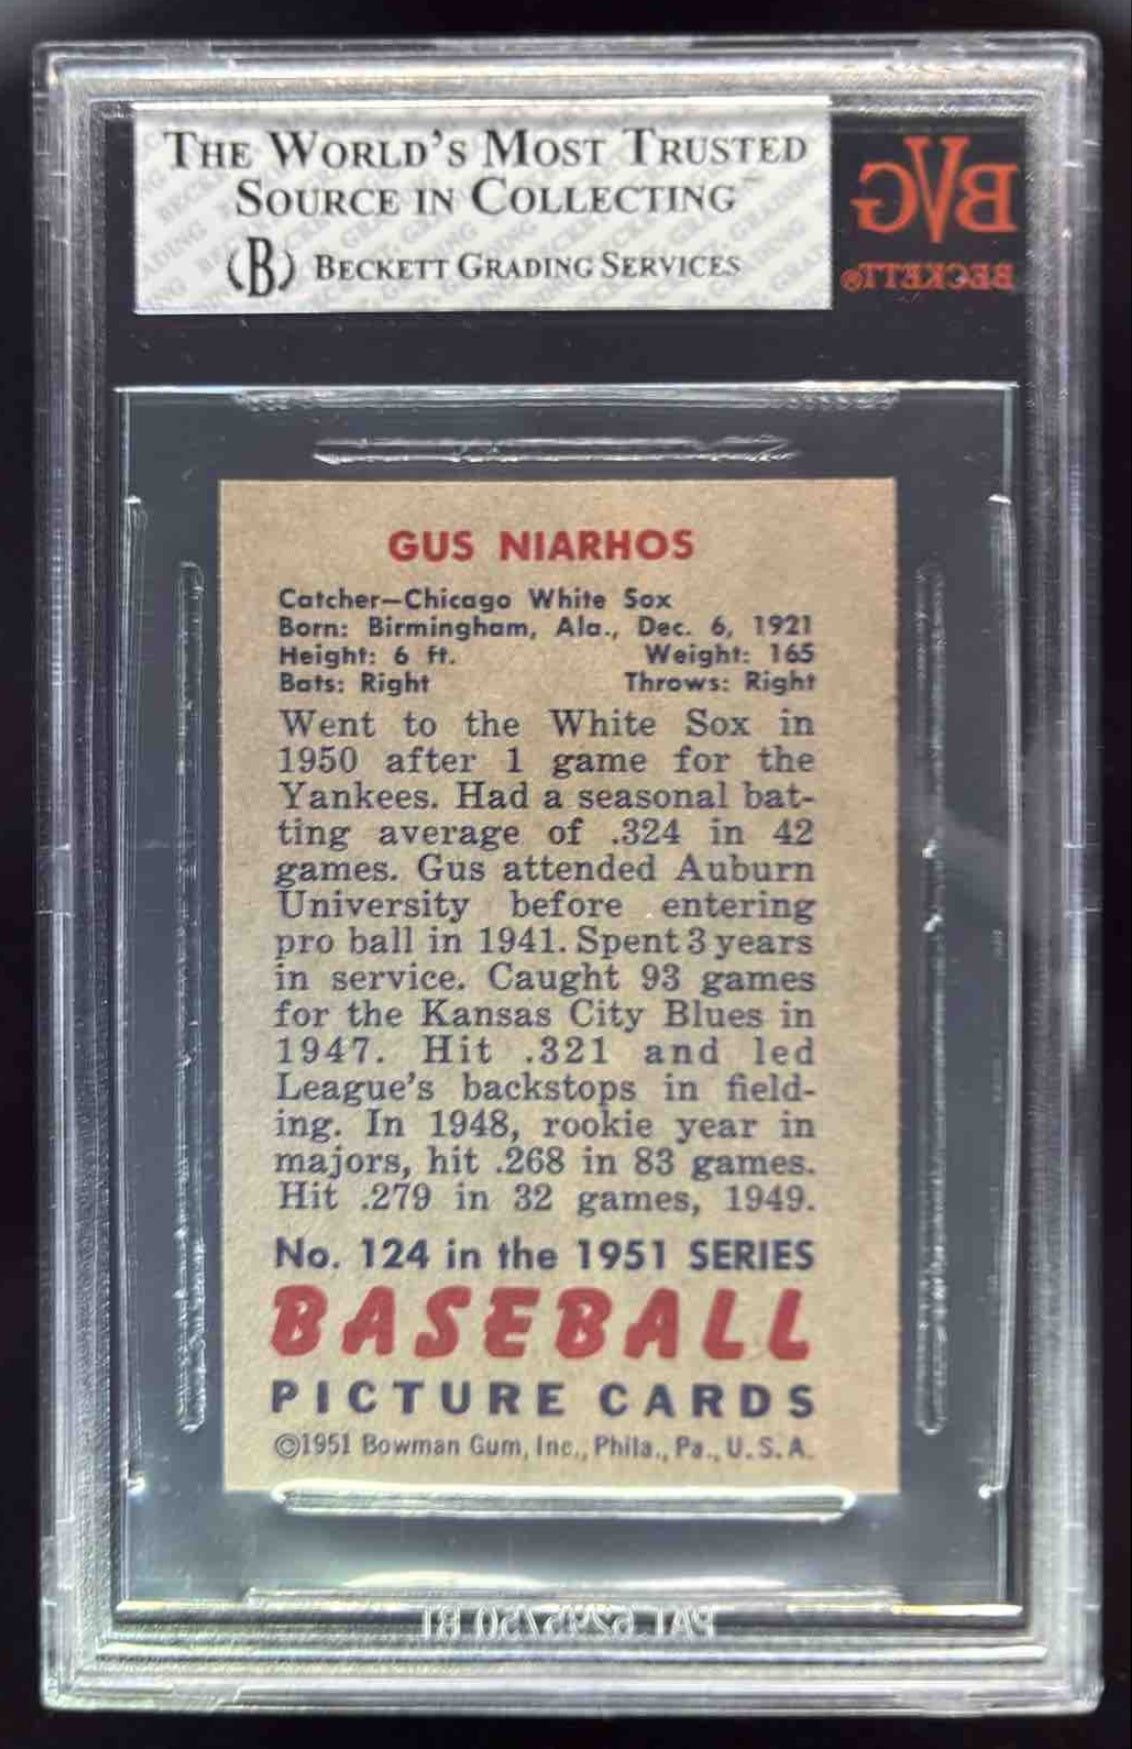 THE WORLD'S MOST TRUSTED
SOURCE IN COLLECTING™
(B) BECKETT GRADING SERVICES
BVG
BECKETT®
GUS NIARHOS
Catcher—Chicago White Sox
Born: Birmingham, Ala., Dec. 6, 1921
Height: 6 ft. Weight: 165
Bats: Right Throws: Right
Went to the White Sox in
1950 after 1 game for the
Yankees. Had a seasonal bat-
ting average of .324 in 42
games. Gus attended Auburn
University before entering
pro ball in 1941. Spent 3 years
in service. Caught 93 games
for the Kansas City Blues in
1947. Hit .321 and led
League's backstops in field-
ing. In 1948, rookie year in
majors, hit .268 in 83 games.
Hit .279 in 32 games, 1949.
No. 124 in the 1951 SERIES
BASEBALL
PICTURE CARDS
©1951 Bowman Gum, Inc., Phila., Pa., U.S.A.